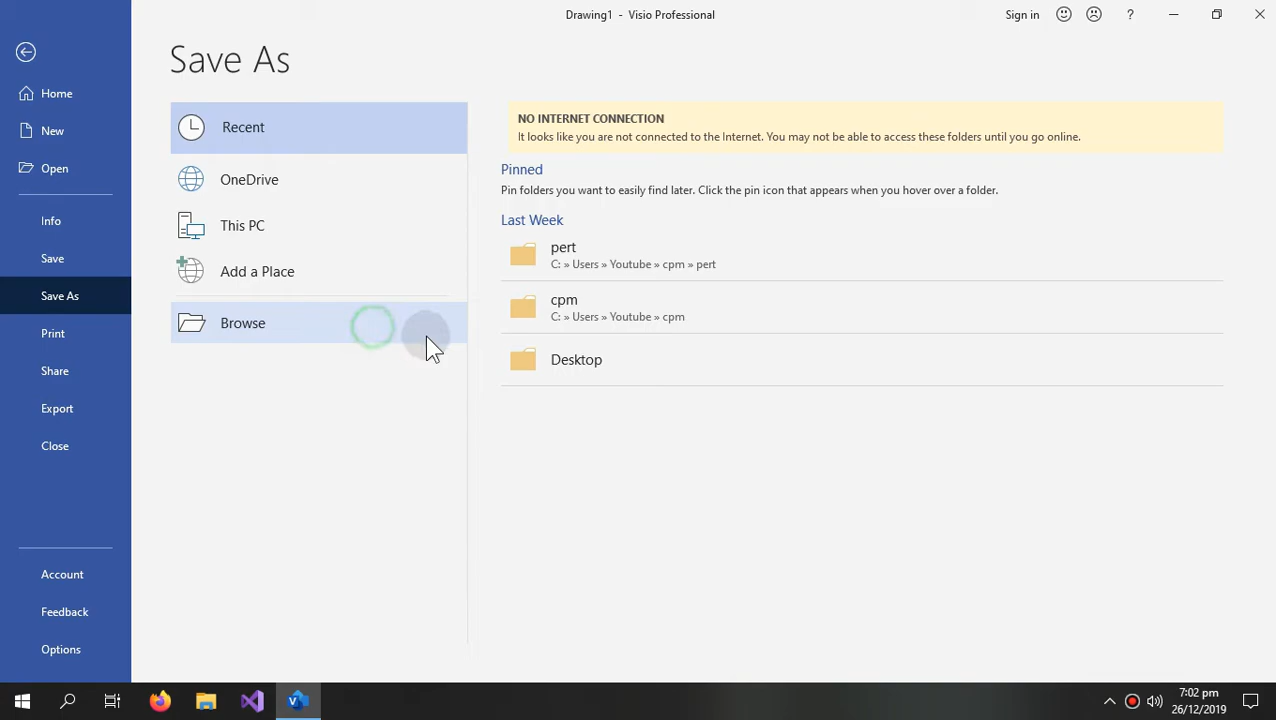 Drawing1 - Visio Professional
Sign in
?
Save As
Home
New
Open
Info
Save
Save As
Print
Share
Export
Close
Account
Feedback
Options
Recent
OneDrive
This PC
Add a Place
Browse
NO INTERNET CONNECTION
It looks like you are not connected to the Internet. You may not be able to access these folders until you go online.
Pinned
Pin folders you want to easily find later. Click the pin icon that appears when you hover over a folder.
Last Week
pert
C: » Users » Youtube » cpm » pert
cpm
C: » Users » Youtube » cpm
Desktop
V
7:02 pm
26/12/2019